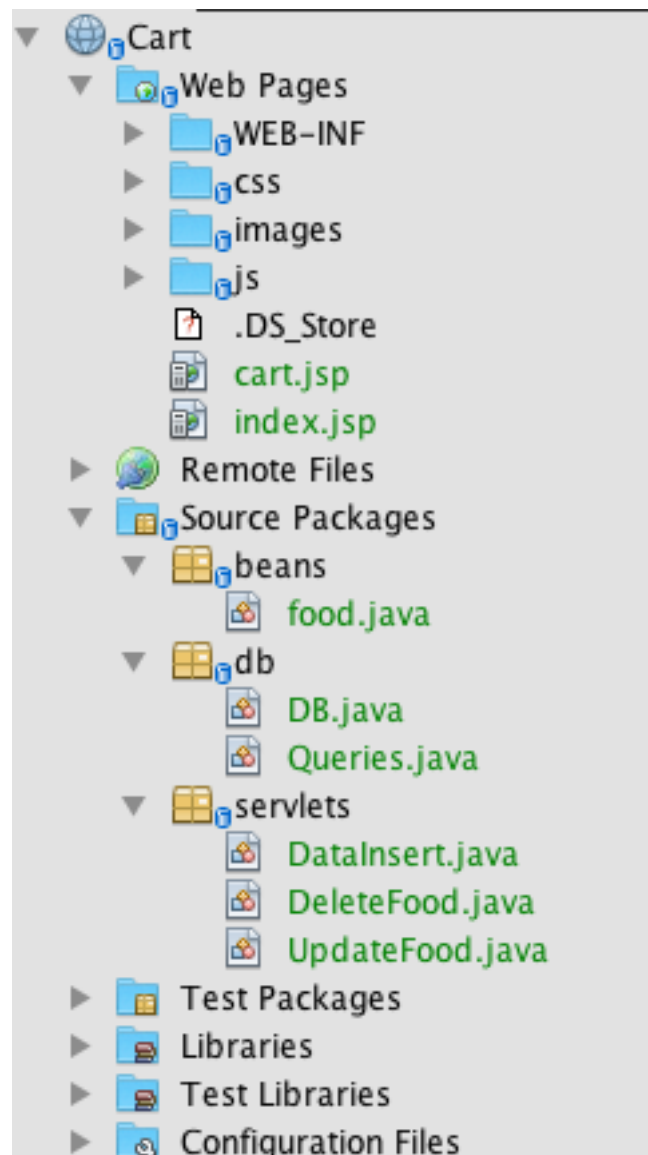 Cart
Web Pages
WEB-INF
css
images
js
.DS_Store
cart.jsp
index.jsp
Remote Files
Source Packages
beans
food.java
db
DB.java
Queries.java
servlets
DataInsert.java
DeleteFood.java
UpdateFood.java
Test Packages
Libraries
Test Libraries
Configuration Files